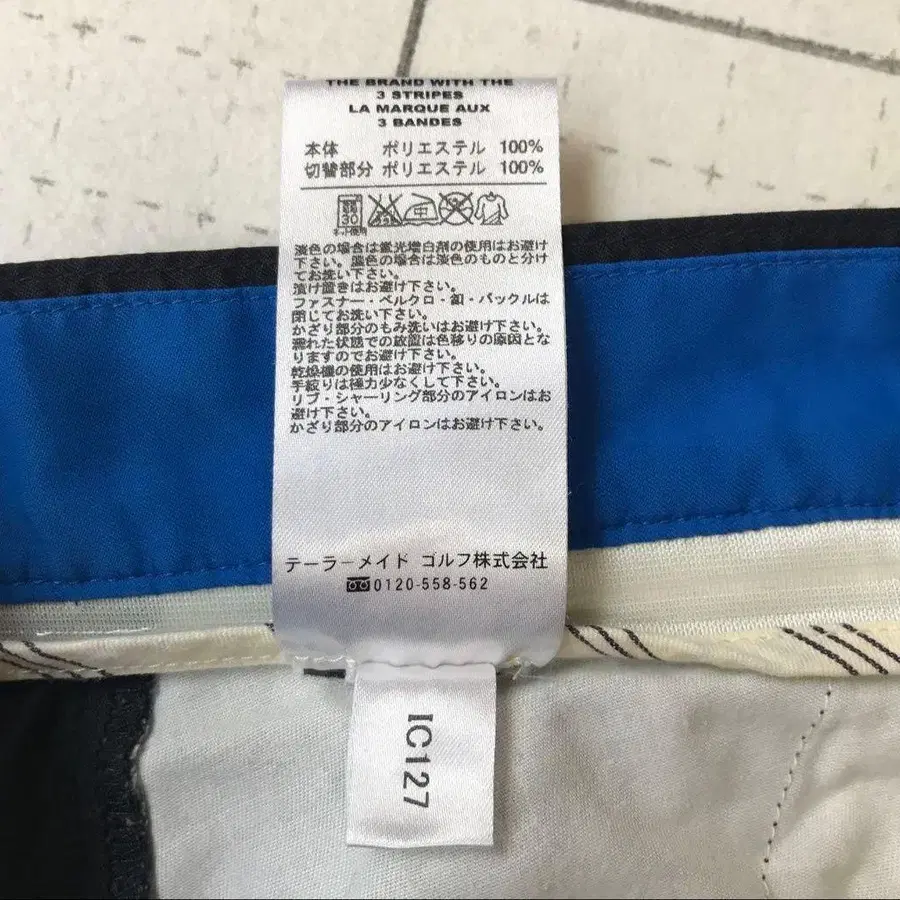 THE BRAND WITH THE
3 STRIPES
LA MARQUE AUX
3 BANDES
本体 ポリエステル 100%
切替部分 ポリエステル 100%
30
ネット使用
淡色の場合は蛍光増白剤の使用はお避け
下さい。濃色の場合は淡色のものと分け
てお洗い下さい。
漬け置きはお避け下さい。
ファスナー・ベルクロ・釦・バックルは
閉じてお洗い下さい。
かざり部分のもみ洗いはお避け下さい。
濡れた状態での放置は色移りの原因とな
りますのでお避け下さい。
乾燥機の使用はお避け下さい。
手絞りは極力少なくして下さい。
リブ・シャーリング部分のアイロンはお
避け下さい。
かざり部分のアイロンはお避け下さい。
テーラーメイド ゴルフ株式会社
0120-558-562
IC127